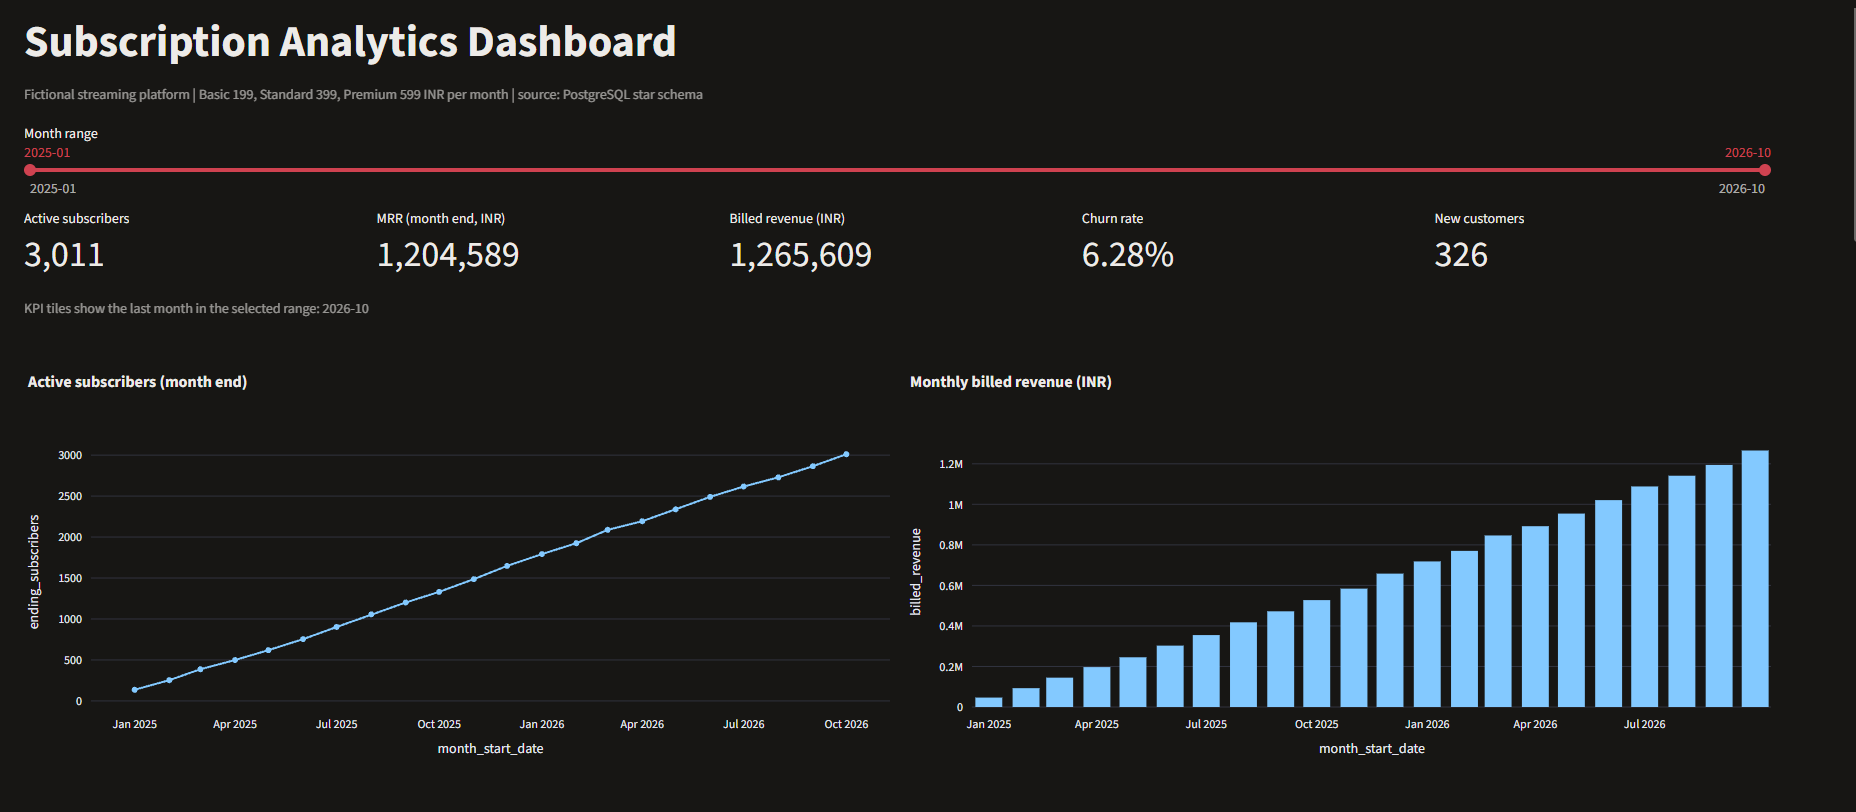 Subscription Analytics Dashboard
Fictional streaming platform | Basic 199, Standard 399, Premium 599 INR per month | source: PostgreSQL star schema
Month range
2025-01 2026-10
2025-01 2026-10
Active subscribers MRR (month end, INR) Billed revenue (INR) Churn rate New customers
3,011 1,204,589 1,265,609 6.28% 326
KPI tiles show the last month in the selected range: 2026-10
Active subscribers (month end)
3000
2500
2000
1500
1000
500
0
ending_subscribers
Jan 2025 Apr 2025 Jul 2025 Oct 2025 Jan 2026 Apr 2026 Jul 2026 Oct 2026
month_start_date
Monthly billed revenue (INR)
1.2M
1M
0.8M
0.6M
0.4M
0.2M
0
billed_revenue
Jan 2025 Apr 2025 Jul 2025 Oct 2025 Jan 2026 Apr 2026 Jul 2026
month_start_date